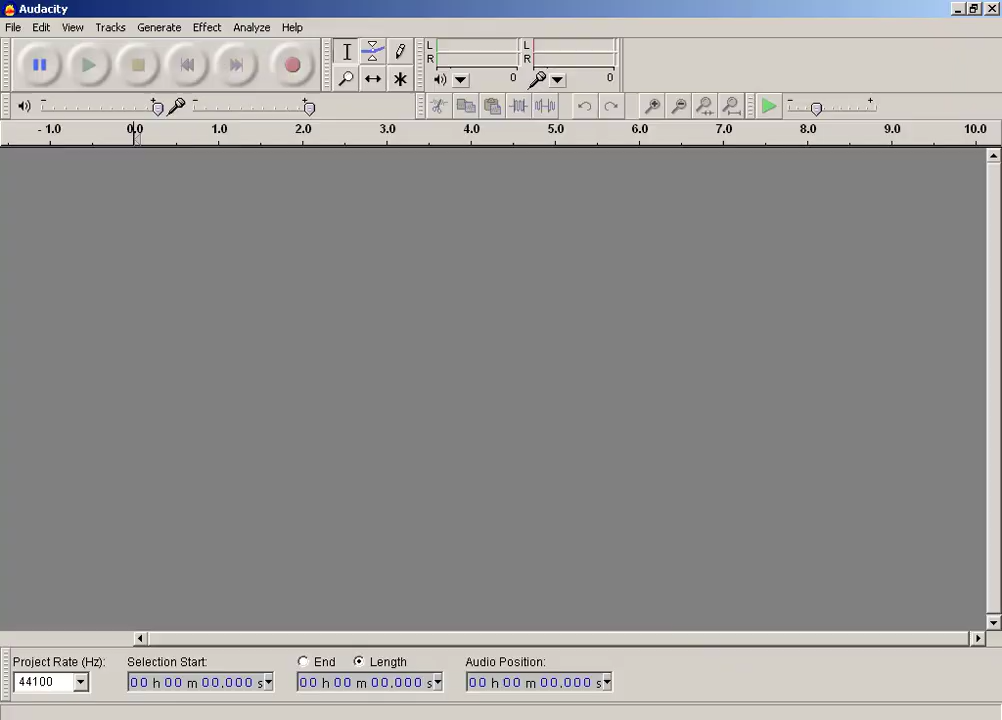 Audacity
File Edit View Tracks Generate Effect Analyze Help
L
R
0
L
R
0
- + - +
- +
- 1.0 0.0 1.0 2.0 3.0 4.0 5.0 6.0 7.0 8.0 9.0 10.0
Project Rate (Hz): Selection Start: End Length Audio Position:
44100 00 h 00 m 00.000 s 00 h 00 m 00.000 s 00 h 00 m 00.000 s